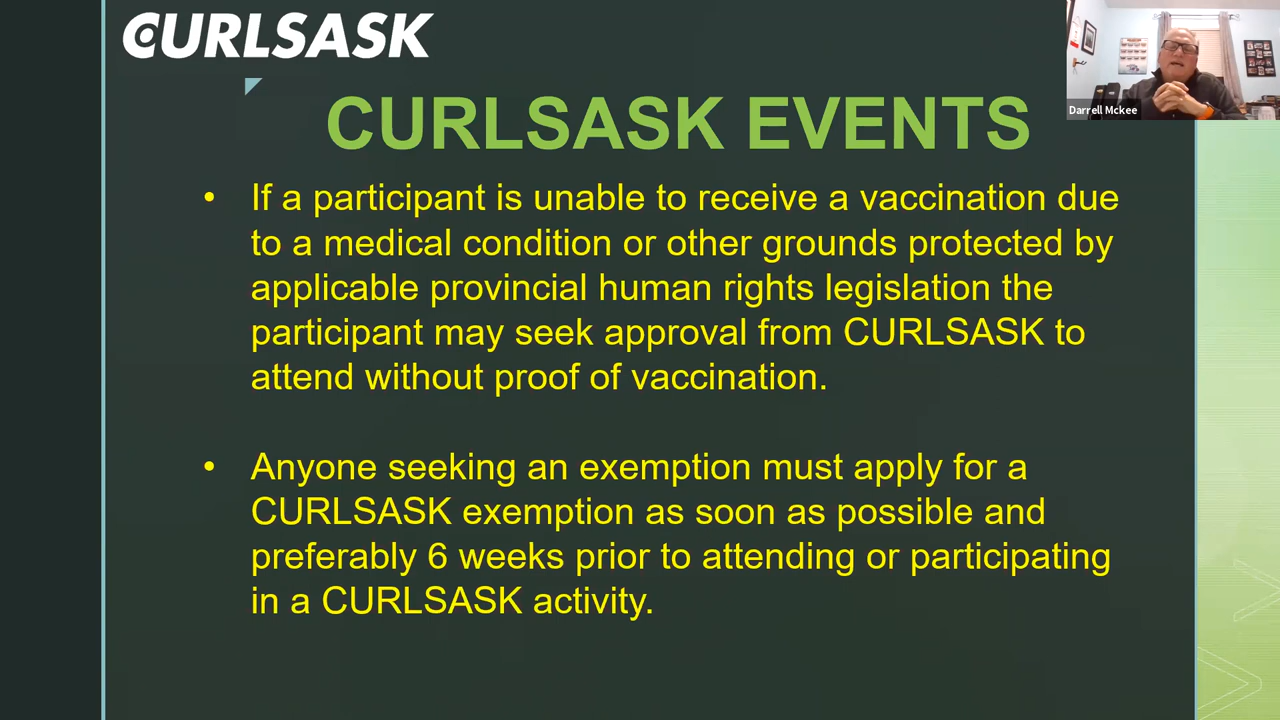 CURLSASK
Darrell Mckee
CURLSASK EVENTS
• If a participant is unable to receive a vaccination due
to a medical condition or other grounds protected by
applicable provincial human rights legislation the
participant may seek approval from CURLSASK to
attend without proof of vaccination.
• Anyone seeking an exemption must apply for a
CURLSASK exemption as soon as possible and
preferably 6 weeks prior to attending or participating
in a CURLSASK activity.